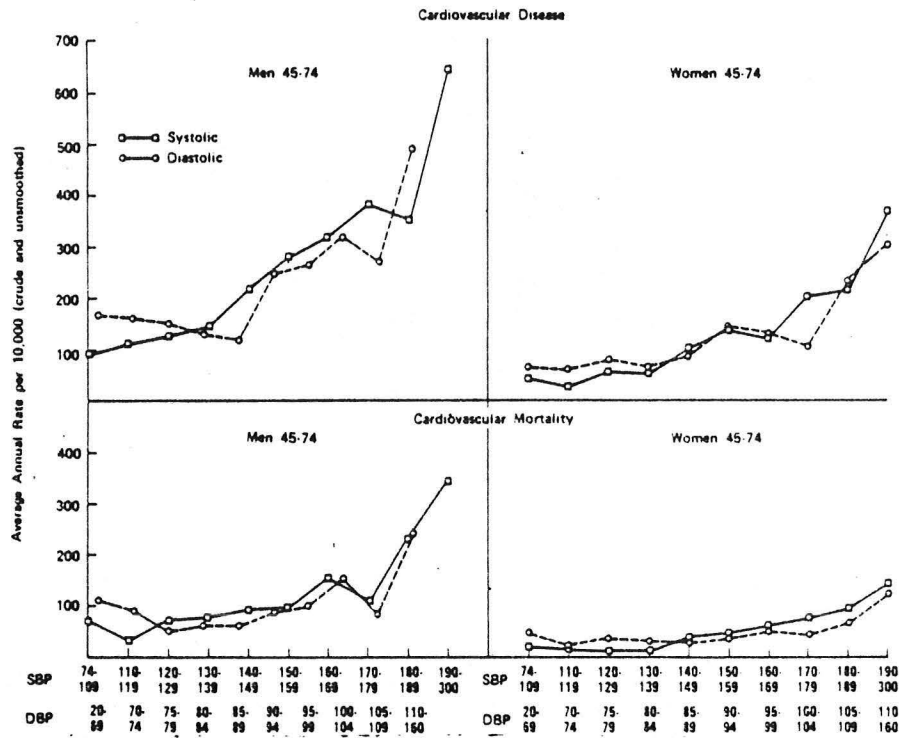 Cardiovascular Disease
700
600
500
400
300
200
100
Men 45-74
Women 45-74
Systolic
Diastolic
Average Annual Rate per 10,000 (crude and unsmoothed)
Cardiovascular Mortality
Men 45-74
Women 45-74
400
300
200
100
SBP 74- 110- 120- 130- 140- 150- 160- 170- 180- 190- SBP 74- 110- 120- 130- 140- 150- 160- 170- 180- 190
109 119 129 139 149 159 169 179 189 300 109 119 129 139 149 159 169 179 189 300
DBP 20- 70- 75- 80- 85- 90- 95- 100- 105- 110- DBP 20- 70- 75- 80- 85- 90- 95- 100- 105- 110
69 74 79 84 89 94 99 104 109 160 69 74 79 84 89 94 99 104 109 160